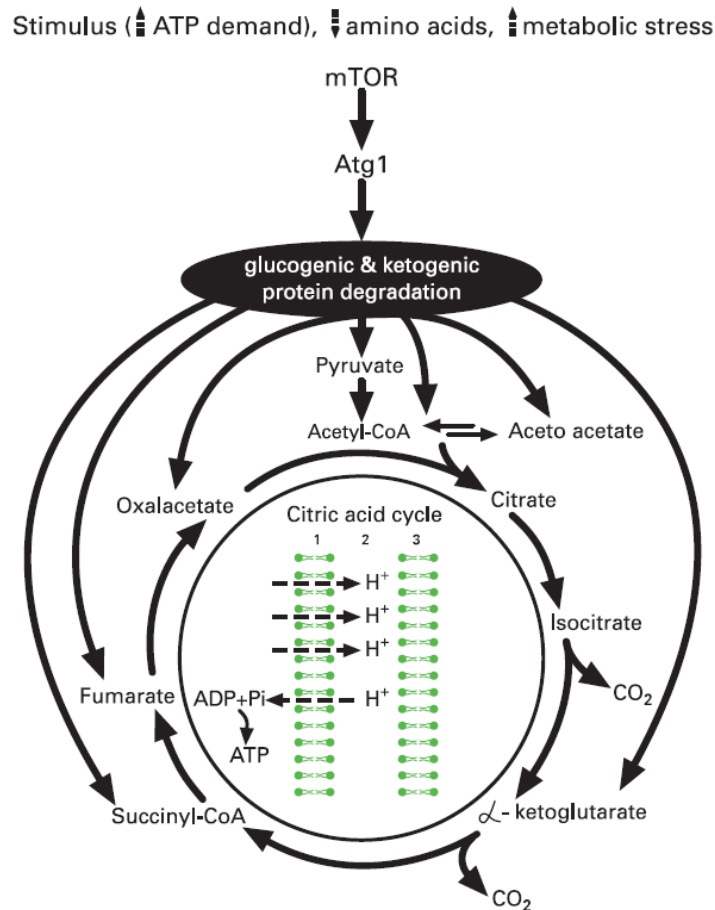 Stimulus (⬆ ATP demand), ⬇ amino acids, ⬆ metabolic stress
mTOR
Atg1
glucogenic & ketogenic
protein degradation
Pyruvate
Acetyl-CoA
Aceto acetate
Oxalacetate
Citrate
Citric acid cycle
1 2 3
H⁺
H⁺
Isocitrate
H⁺
Fumarate
ADP+Pi
H⁺
CO₂
ATP
Succinyl-CoA
α- ketoglutarate
CO₂